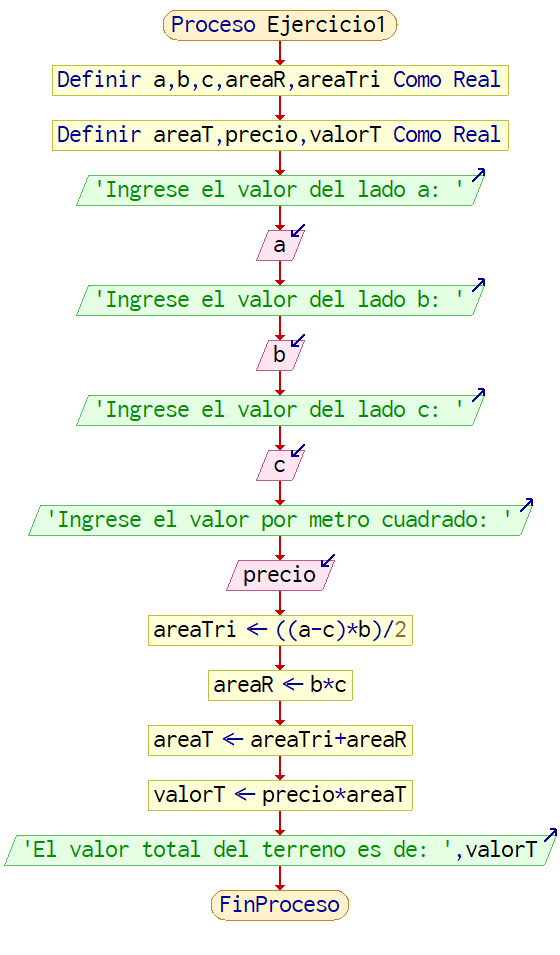 Proceso Ejercicio1
Definir a,b,c,areaR,areaTri Como Real
Definir areaT,precio,valorT Como Real
'Ingrese el valor del lado a: '
a
'Ingrese el valor del lado b: '
b
'Ingrese el valor del lado c: '
c
'Ingrese el valor por metro cuadrado: '
precio
areaTri ← ((a-c)*b)/2
areaR ← b*c
areaT ← areaTri+areaR
valorT ← precio*areaT
'El valor total del terreno es de: ',valorT
FinProceso